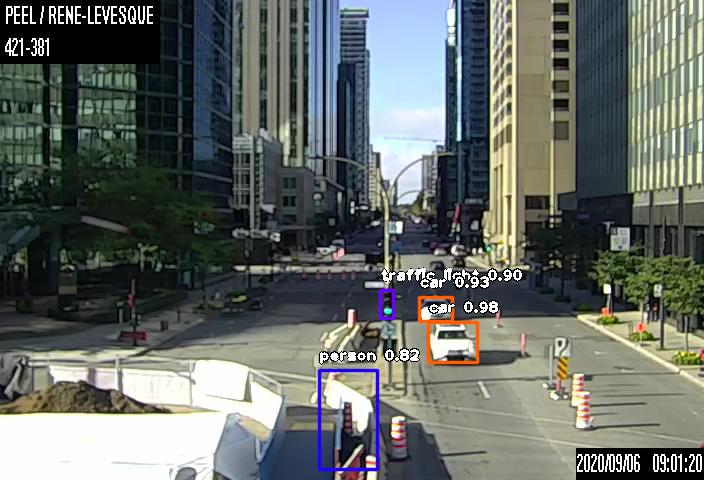 PEEL / RENE-LEVESQUE
421-381
traffic light 0.90
car 0.93
car 0.98
person 0.82
2020/09/06 09:01:20